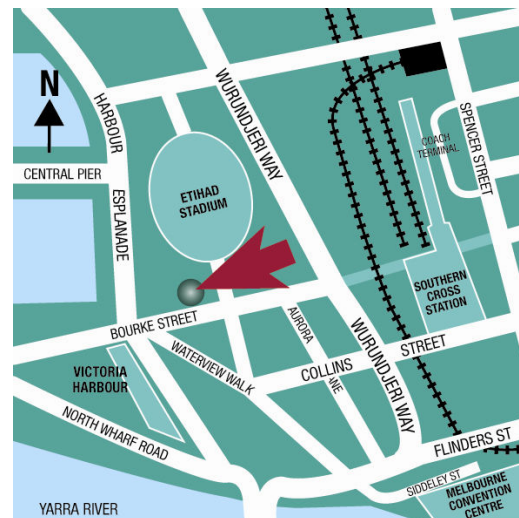 N
HARBOUR
ESPLANADE
CENTRAL PIER
WURUNDJERI WAY
SPENCER STREET
COACH
TERMINAL
ETIHAD
STADIUM
SOUTHERN
CROSS
STATION
BOURKE STREET
AURORA
LANE
WURUNDJERI WAY
VICTORIA
HARBOUR
WATERVIEW WALK
COLLINS STREET
NORTH WHARF ROAD
FLINDERS ST
SIDDELEY ST
MELBOURNE
CONVENTION
CENTRE
YARRA RIVER